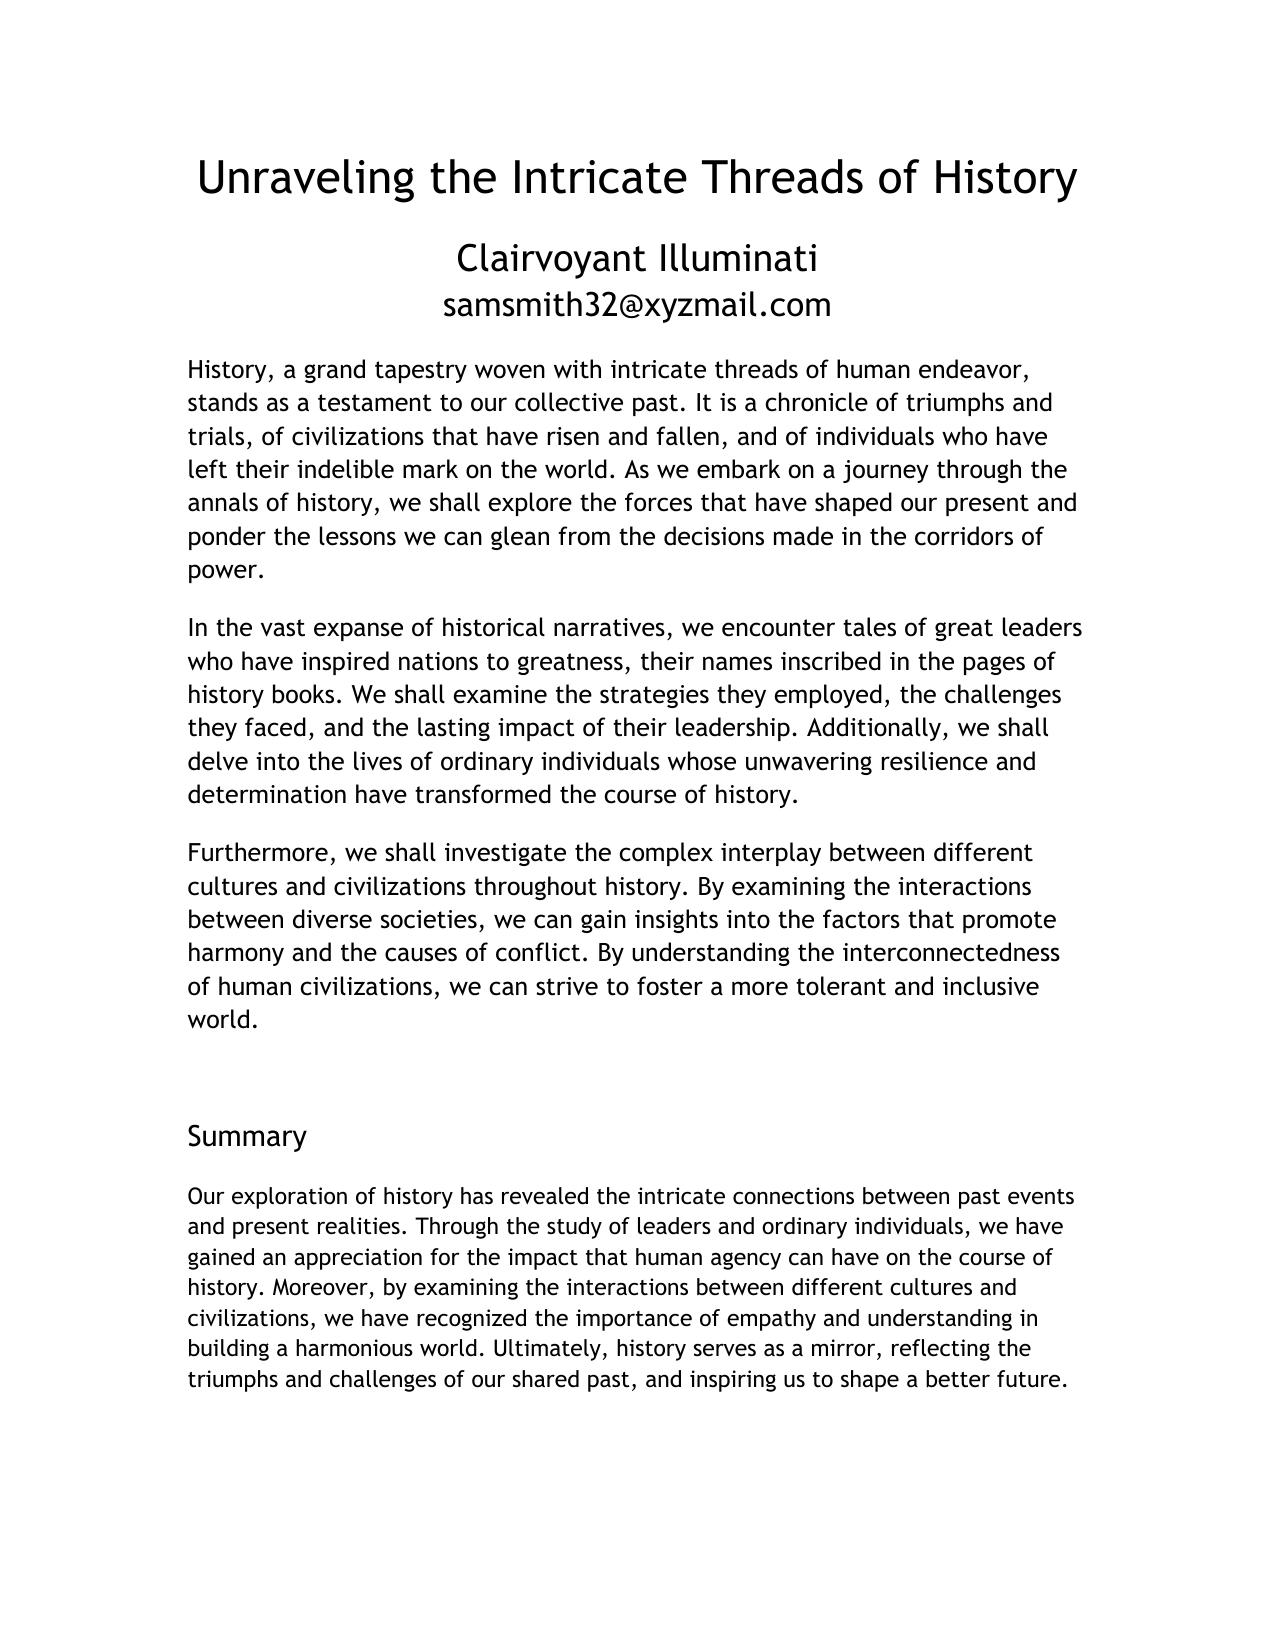 Unraveling the Intricate Threads of History
Clairvoyant Illuminati
samsmith32@xyzmail.com
History, a grand tapestry woven with intricate threads of human endeavor,
stands as a testament to our collective past. It is a chronicle of triumphs and
trials, of civilizations that have risen and fallen, and of individuals who have
left their indelible mark on the world. As we embark on a journey through the
annals of history, we shall explore the forces that have shaped our present and
ponder the lessons we can glean from the decisions made in the corridors of
power.
In the vast expanse of historical narratives, we encounter tales of great leaders
who have inspired nations to greatness, their names inscribed in the pages of
history books. We shall examine the strategies they employed, the challenges
they faced, and the lasting impact of their leadership. Additionally, we shall
delve into the lives of ordinary individuals whose unwavering resilience and
determination have transformed the course of history.
Furthermore, we shall investigate the complex interplay between different
cultures and civilizations throughout history. By examining the interactions
between diverse societies, we can gain insights into the factors that promote
harmony and the causes of conflict. By understanding the interconnectedness
of human civilizations, we can strive to foster a more tolerant and inclusive
world.
Summary
Our exploration of history has revealed the intricate connections between past events
and present realities. Through the study of leaders and ordinary individuals, we have
gained an appreciation for the impact that human agency can have on the course of
history. Moreover, by examining the interactions between different cultures and
civilizations, we have recognized the importance of empathy and understanding in
building a harmonious world. Ultimately, history serves as a mirror, reflecting the
triumphs and challenges of our shared past, and inspiring us to shape a better future.